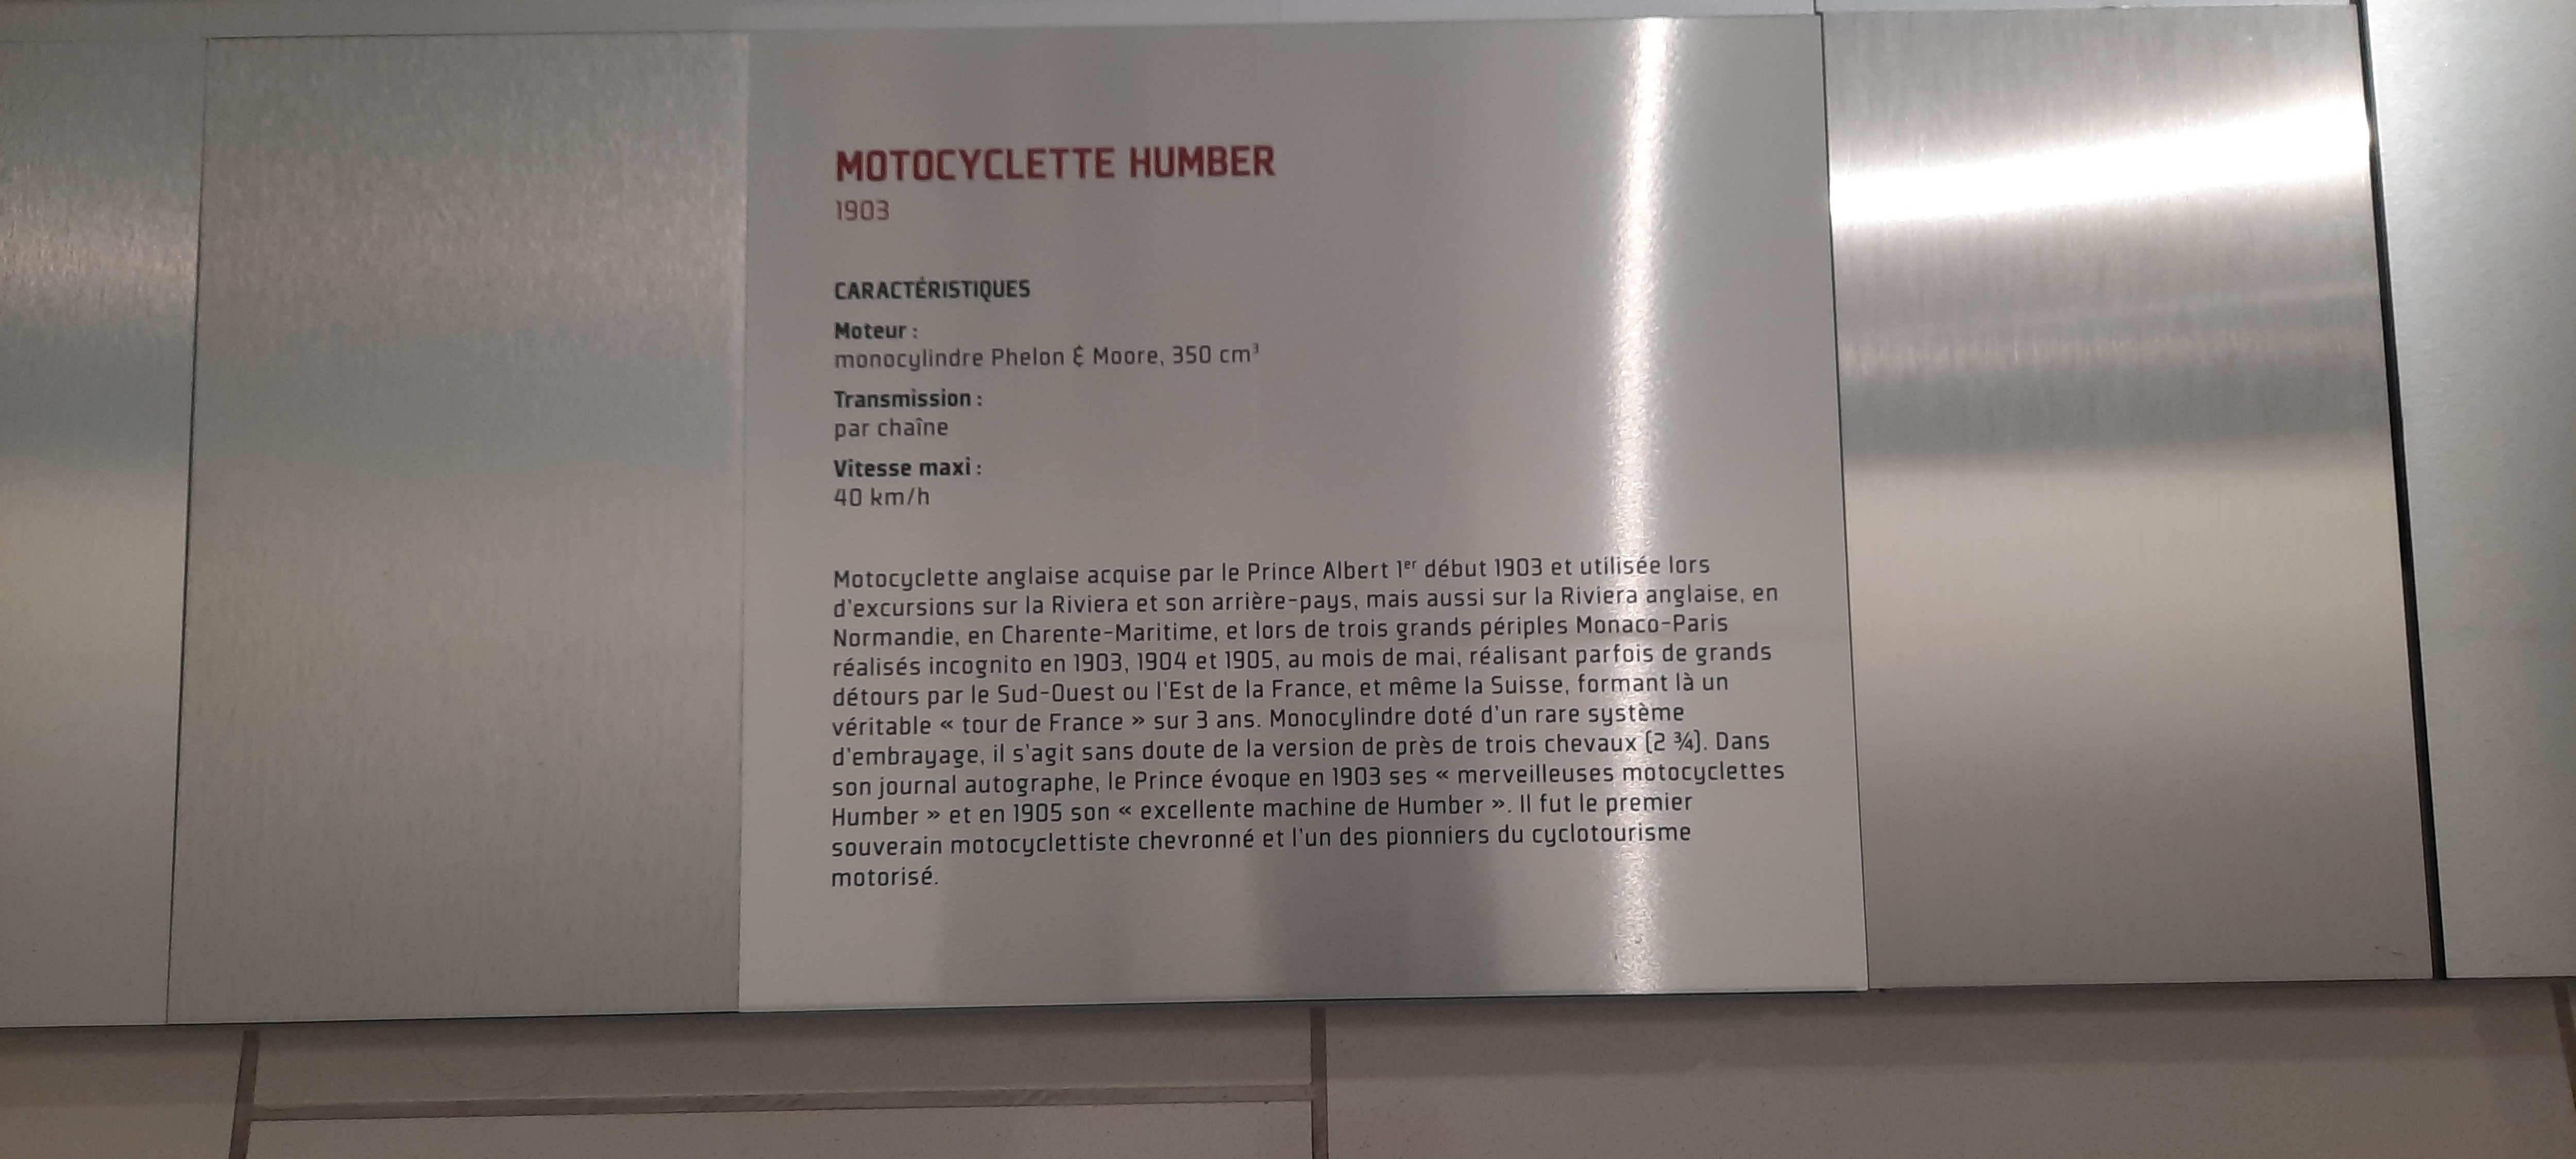 MOTOCYCLETTE HUMBER
1903
CARACTÉRISTIQUES
Moteur :
monocylindre Phelon & Moore, 350 cm³
Transmission :
par chaîne
Vitesse maxi :
40 km/h
Motocyclette anglaise acquise par le Prince Albert 1er début 1903 et utilisée lors
d'excursions sur la Riviera et son arrière-pays, mais aussi sur la Riviera anglaise, en
Normandie, en Charente-Maritime, et lors de trois grands périples Monaco-Paris
réalisés incognito en 1903, 1904 et 1905, au mois de mai, réalisant parfois de grands
détours par le Sud-Ouest ou l'Est de la France, et même la Suisse, formant là un
véritable « tour de France » sur 3 ans. Monocylindre doté d'un rare système
d'embrayage, il s'agit sans doute de la version de près de trois chevaux (2 ¾). Dans
son journal autographe, le Prince évoque en 1903 ses « merveilleuses motocyclettes
Humber » et en 1905 son « excellente machine de Humber ». Il fut le premier
souverain motocyclettiste chevronné et l'un des pionniers du cyclotourisme
motorisé.